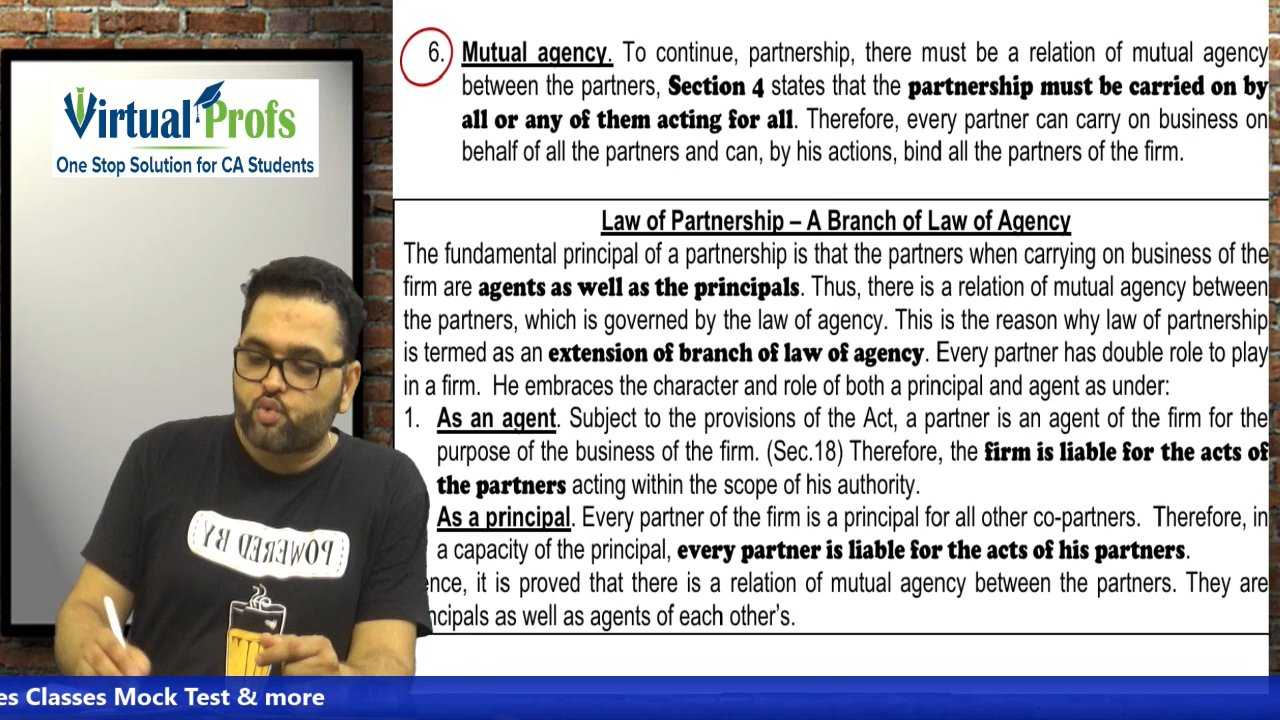 Virtual Profs
One Stop Solution for CA Students
6. Mutual agency. To continue, partnership, there must be a relation of mutual agency
between the partners, Section 4 states that the partnership must be carried on by
all or any of them acting for all. Therefore, every partner can carry on business on
behalf of all the partners and can, by his actions, bind all the partners of the firm.
Law of Partnership – A Branch of Law of Agency
The fundamental principal of a partnership is that the partners when carrying on business of the
firm are agents as well as the principals. Thus, there is a relation of mutual agency between
the partners, which is governed by the law of agency. This is the reason why law of partnership
is termed as an extension of branch of law of agency. Every partner has double role to play
in a firm. He embraces the character and role of both a principal and agent as under:
1. As an agent. Subject to the provisions of the Act, a partner is an agent of the firm for the
purpose of the business of the firm. (Sec.18) Therefore, the firm is liable for the acts of
the partners acting within the scope of his authority.
As a principal. Every partner of the firm is a principal for all other co-partners. Therefore, in
a capacity of the principal, every partner is liable for the acts of his partners.
ence, it is proved that there is a relation of mutual agency between the partners. They are
ncipals as well as agents of each other's.
POWERED BY
es Classes Mock Test & more